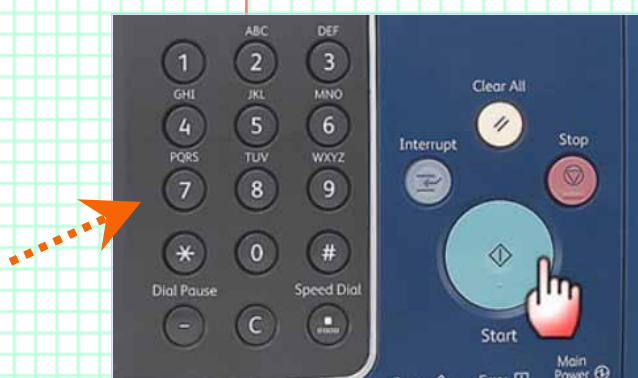 ABC DEF
1 2 3
GHI JKL MNO
4 5 6
PQRS TUV WXYZ
7 8 9
* 0 #
Dial Pause Speed Dial
- C
Clear All
Interrupt Stop
Start
Main
Power